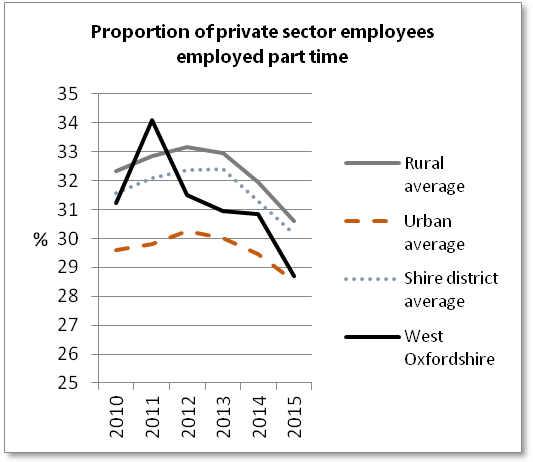 Proportion of private sector employees
employed part time
35
34
33
32
31
30
29
28
27
26
25
%
2010
2011
2012
2013
2014
2015
Rural
average
Urban
average
Shire district
average
West
Oxfordshire